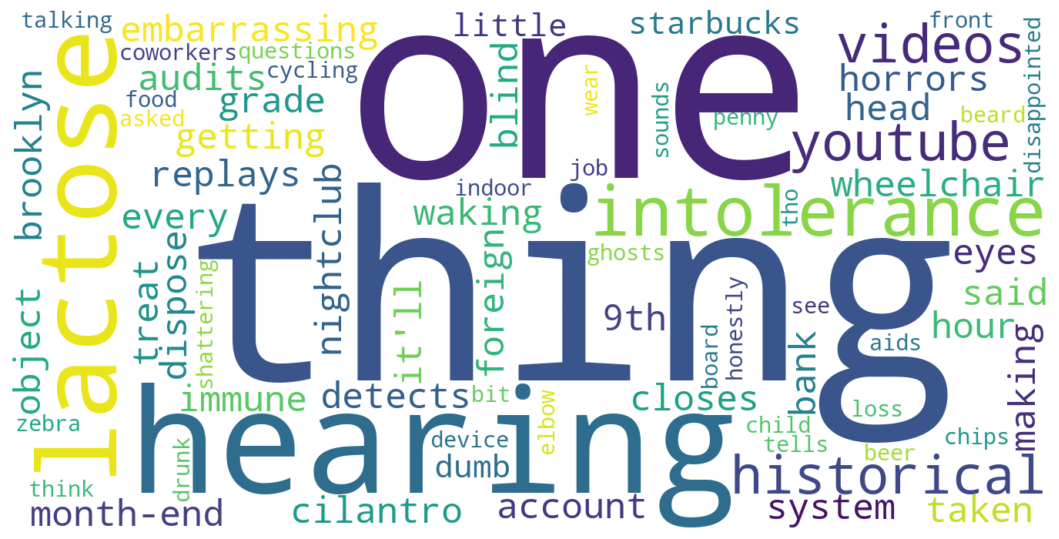 talking
embarrassing
little
starbucks
front
coworkers
questions
one
videos
disappointed
lactose
audits
cycling
blind
wear
horrors
brooklyn
food
grade
sounds
penny
head
beard
asked
getting
youtube
replays
nightclub
indoor
job
intolerance
tho
wheelchair
every
waking
thing
ghosts
eyes
object
treat
dispose
shattering
it'll
foreign
9th
honestly
see
said
hour
board
aids
bank
making
immune
detects
bit
closes
loss
zebra
hearing
device
elbow
child
tells
chips
beer
dumb
historical
think
drunk
month-end
cilantro
account
system
taken